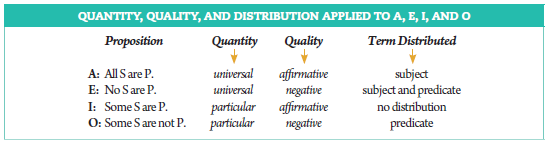 QUANTITY, QUALITY, AND DISTRIBUTION APPLIED TO A, E, I, AND O
Proposition Quantity Quality Term Distributed
A: All S are P. universal affirmative subject
E: No S are P. universal negative subject and predicate
I: Some S are P. particular affirmative no distribution
O: Some S are not P. particular negative predicate